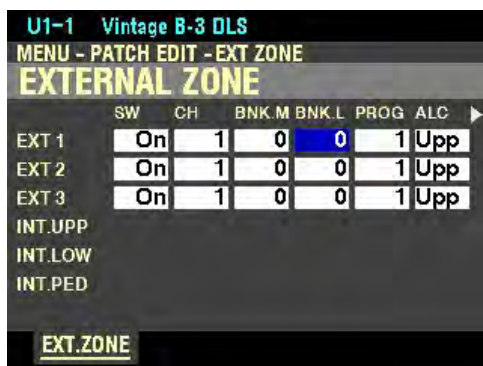 U1-1 Vintage B-3 DLS
MENU - PATCH EDIT - EXT ZONE
EXTERNAL ZONE
SW CH BNK.M BNK.L PROG ALC
EXT 1 On 1 0 0 1 Upp
EXT 2 On 1 0 0 1 Upp
EXT 3 On 1 0 0 1 Upp
INT.UPP
INT.LOW
INT.PED
EXT.ZONE